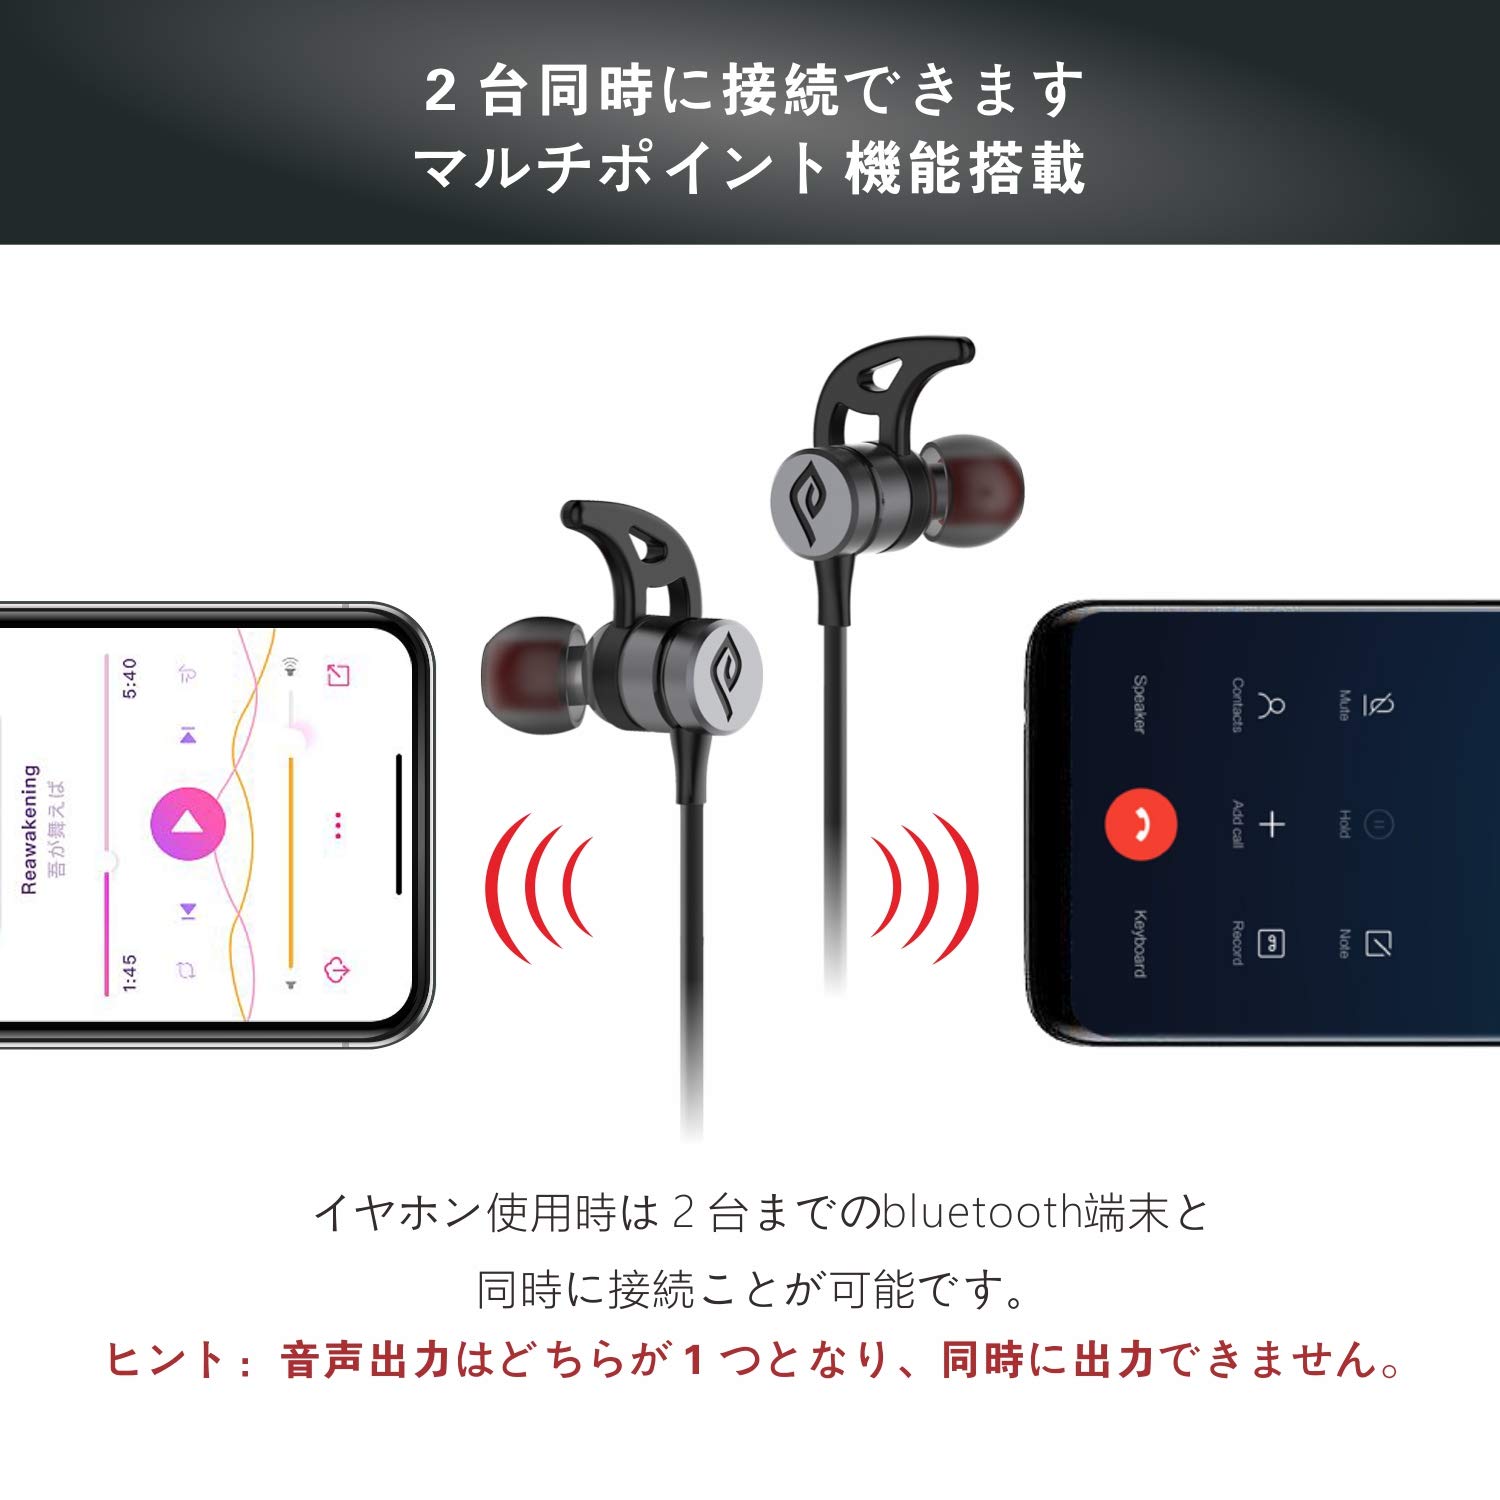 2台同時に接続できます
マルチポイント機能搭載
Reawakening
吾が舞えば
5:40
1:45
Speaker
Keyboard
Contacts
Add call
Record
Mute
Hold
Note
イヤホン使用時は2台までのbluetooth端末と
同時に接続ことが可能です。
ヒント：音声出力はどちらが1つとなり、同時に出力できません。